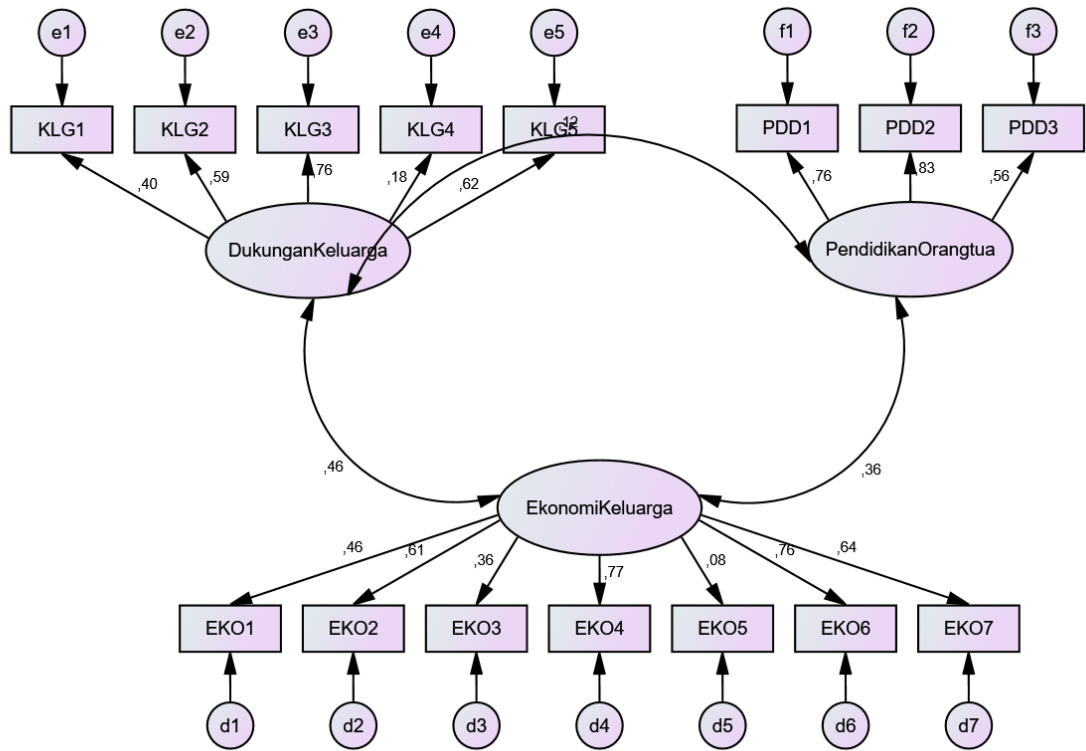 e1 e2 e3 e4 e5 f1 f2 f3
KLG1 KLG2 KLG3 KLG4 KLG5 ,12 PDD1 PDD2 PDD3
,40 ,59 ,76 ,18 ,62 ,76 ,83 ,56
DukunganKeluarga PendidikanOrangtua
,46 ,36
EkonomiKeluarga
,46 ,61 ,36 ,77 ,08 ,76 ,64
EKO1 EKO2 EKO3 EKO4 EKO5 EKO6 EKO7
d1 d2 d3 d4 d5 d6 d7